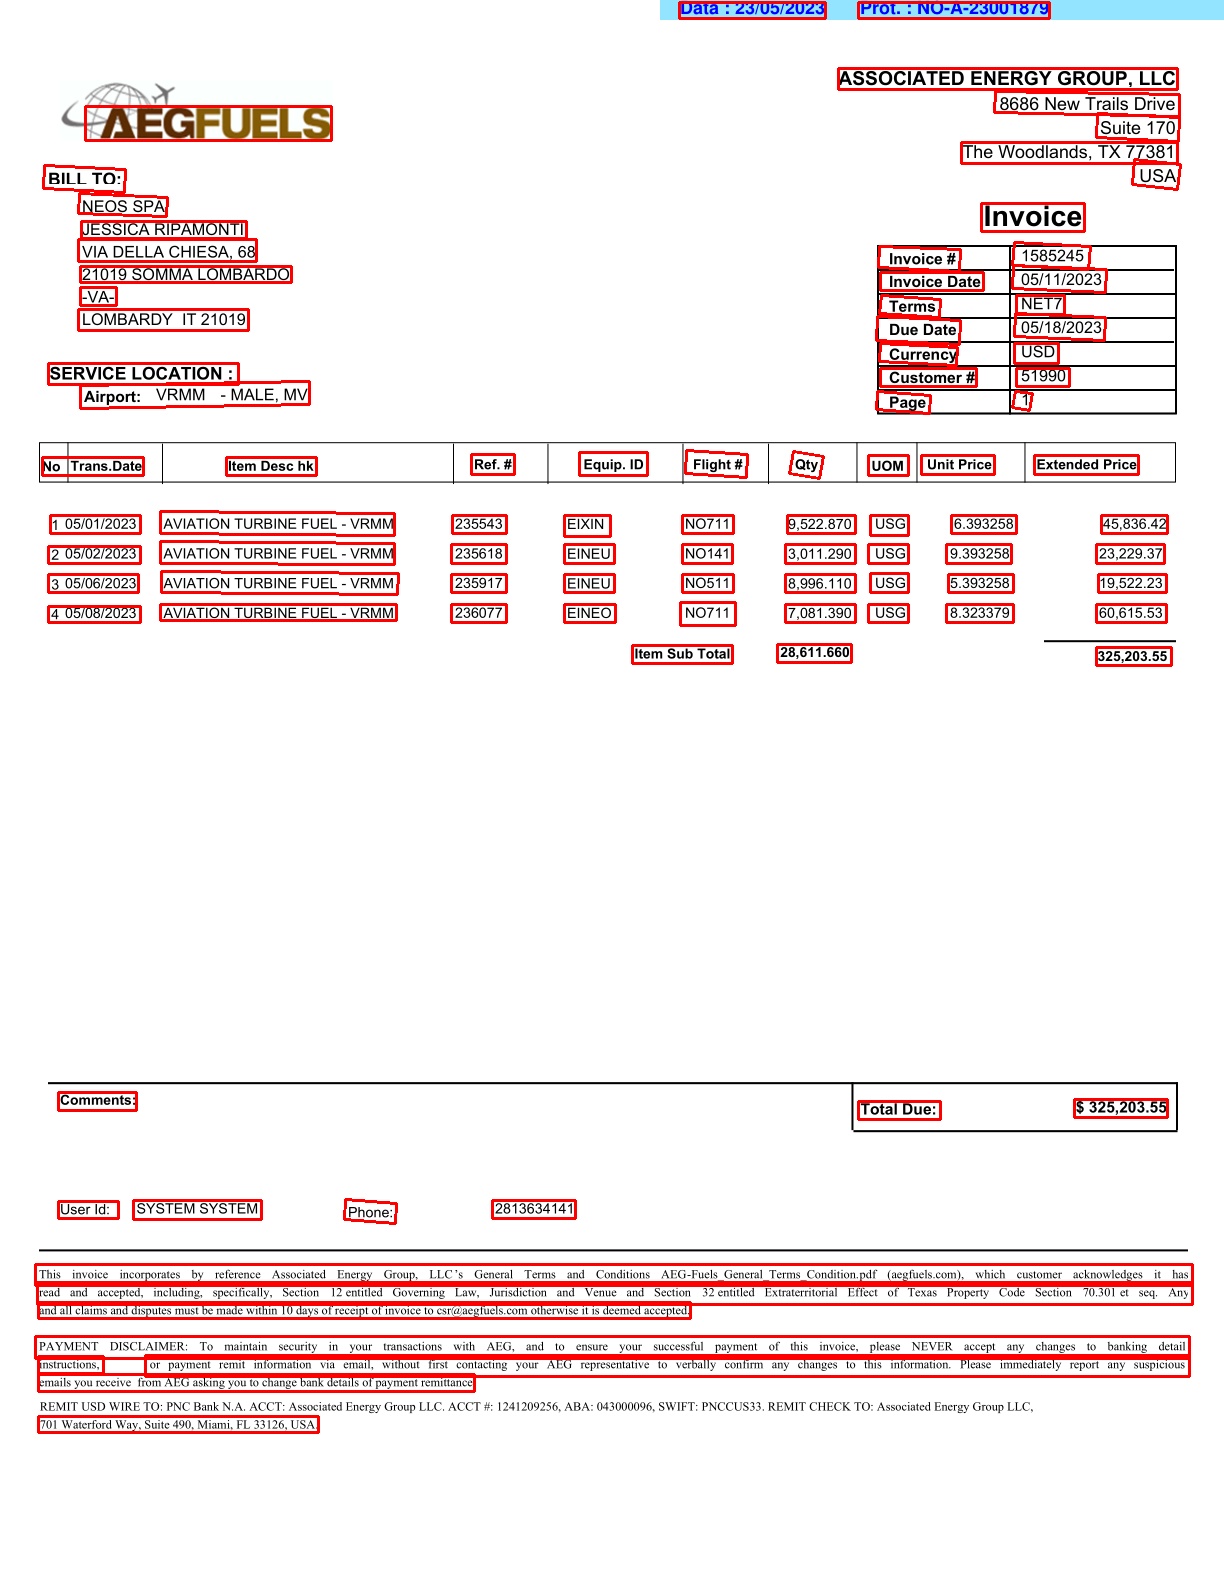 Data : 23/05/2023 Prot. : NO-A-23001879
ASSOCIATED ENERGY GROUP, LLC
8686 New Trails Drive
Suite 170
The Woodlands, TX 77381
USA
AEGFUELS
BILL TO:
NEOS SPA
JESSICA RIPAMONTI
VIA DELLA CHIESA, 68
21019 SOMMA LOMBARDO
-VA-
LOMBARDY IT 21019
Invoice
Invoice # 1585245
Invoice Date 05/11/2023
Terms NET7
Due Date 05/18/2023
Currency USD
Customer # 51990
Page 1
SERVICE LOCATION :
Airport: VRMM - MALE, MV
No Trans.Date Item Desc hk Ref. # Equip. ID Flight # Qty UOM Unit Price Extended Price
1 05/01/2023 AVIATION TURBINE FUEL - VRMM 235543 EIXIN NO711 9,522.870 USG 6.393258 45,836.42
2 05/02/2023 AVIATION TURBINE FUEL - VRMM 235618 EINEU NO141 3,011.290 USG 9.393258 23,229.37
3 05/06/2023 AVIATION TURBINE FUEL - VRMM 235917 EINEU NO511 8,996.110 USG 5.393258 19,522.23
4 05/08/2023 AVIATION TURBINE FUEL - VRMM 236077 EINEO NO711 7,081.390 USG 8.323379 60,615.53
Item Sub Total 28,611.660 325,203.55
Comments:
Total Due: $ 325,203.55
User Id: SYSTEM SYSTEM Phone: 2813634141
This invoice incorporates by reference Associated Energy Group, LLC's General Terms and Conditions AEG-Fuels_General_Terms_Condition.pdf (aegfuels.com), which customer acknowledges it has
read and accepted, including, specifically, Section 12 entitled Governing Law, Jurisdiction and Venue and Section 32 entitled Extraterritorial Effect of Texas Property Code Section 70.301 et seq. Any
and all claims and disputes must be made within 10 days of receipt of invoice to csr@aegfuels.com otherwise it is deemed accepted.
PAYMENT DISCLAIMER: To maintain security in your transactions with AEG, and to ensure your successful payment of this invoice, please NEVER accept any changes to banking detail
instructions, or payment remit information via email, without first contacting your AEG representative to verbally confirm any changes to this information. Please immediately report any suspicious
emails you receive from AEG asking you to change bank details of payment remittance
REMIT USD WIRE TO: PNC Bank N.A. ACCT: Associated Energy Group LLC. ACCT #: 1241209256, ABA: 043000096, SWIFT: PNCCUS33. REMIT CHECK TO: Associated Energy Group LLC,
701 Waterford Way, Suite 490, Miami, FL 33126, USA.